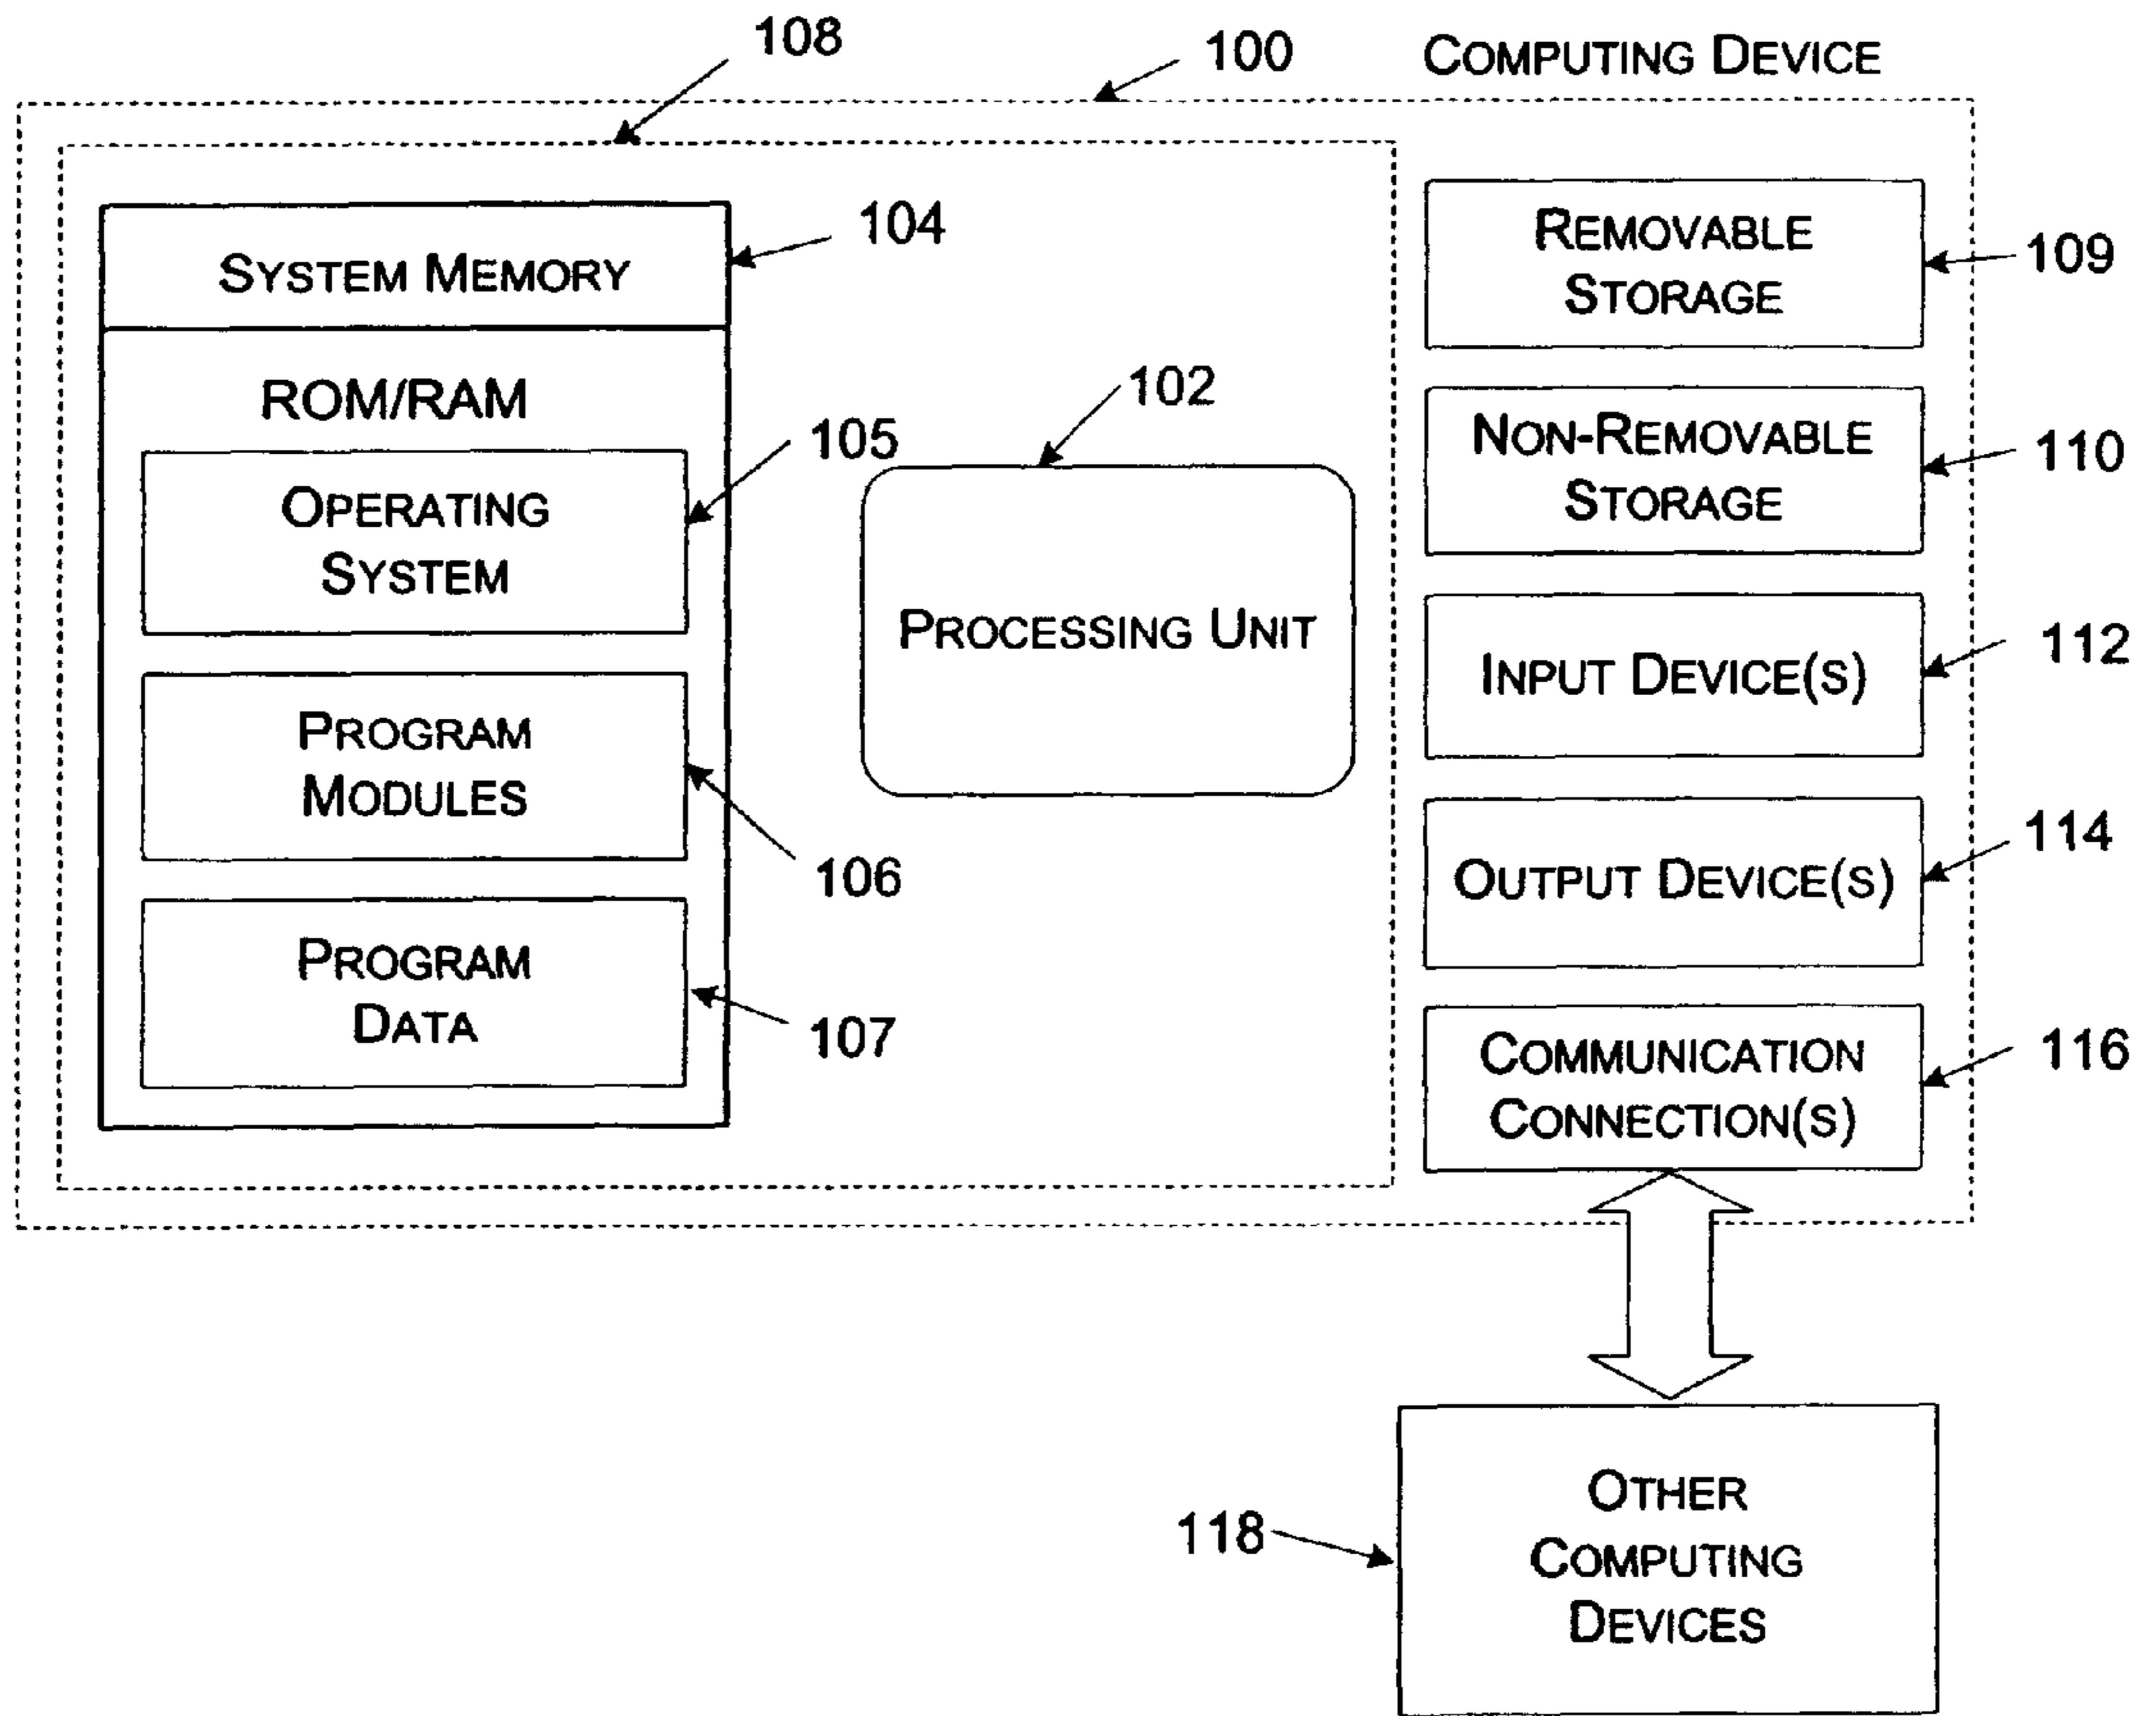 108
100
COMPUTING DEVICE
SYSTEM MEMORY
104
ROM/RAM
105
OPERATING
SYSTEM
PROGRAM
MODULES
106
PROGRAM
DATA
107
102
PROCESSING UNIT
REMOVABLE
STORAGE
109
NON-REMOVABLE
STORAGE
110
INPUT DEVICE(S)
112
OUTPUT DEVICE(S)
114
COMMUNICATION
CONNECTION(S)
116
118
OTHER
COMPUTING
DEVICES